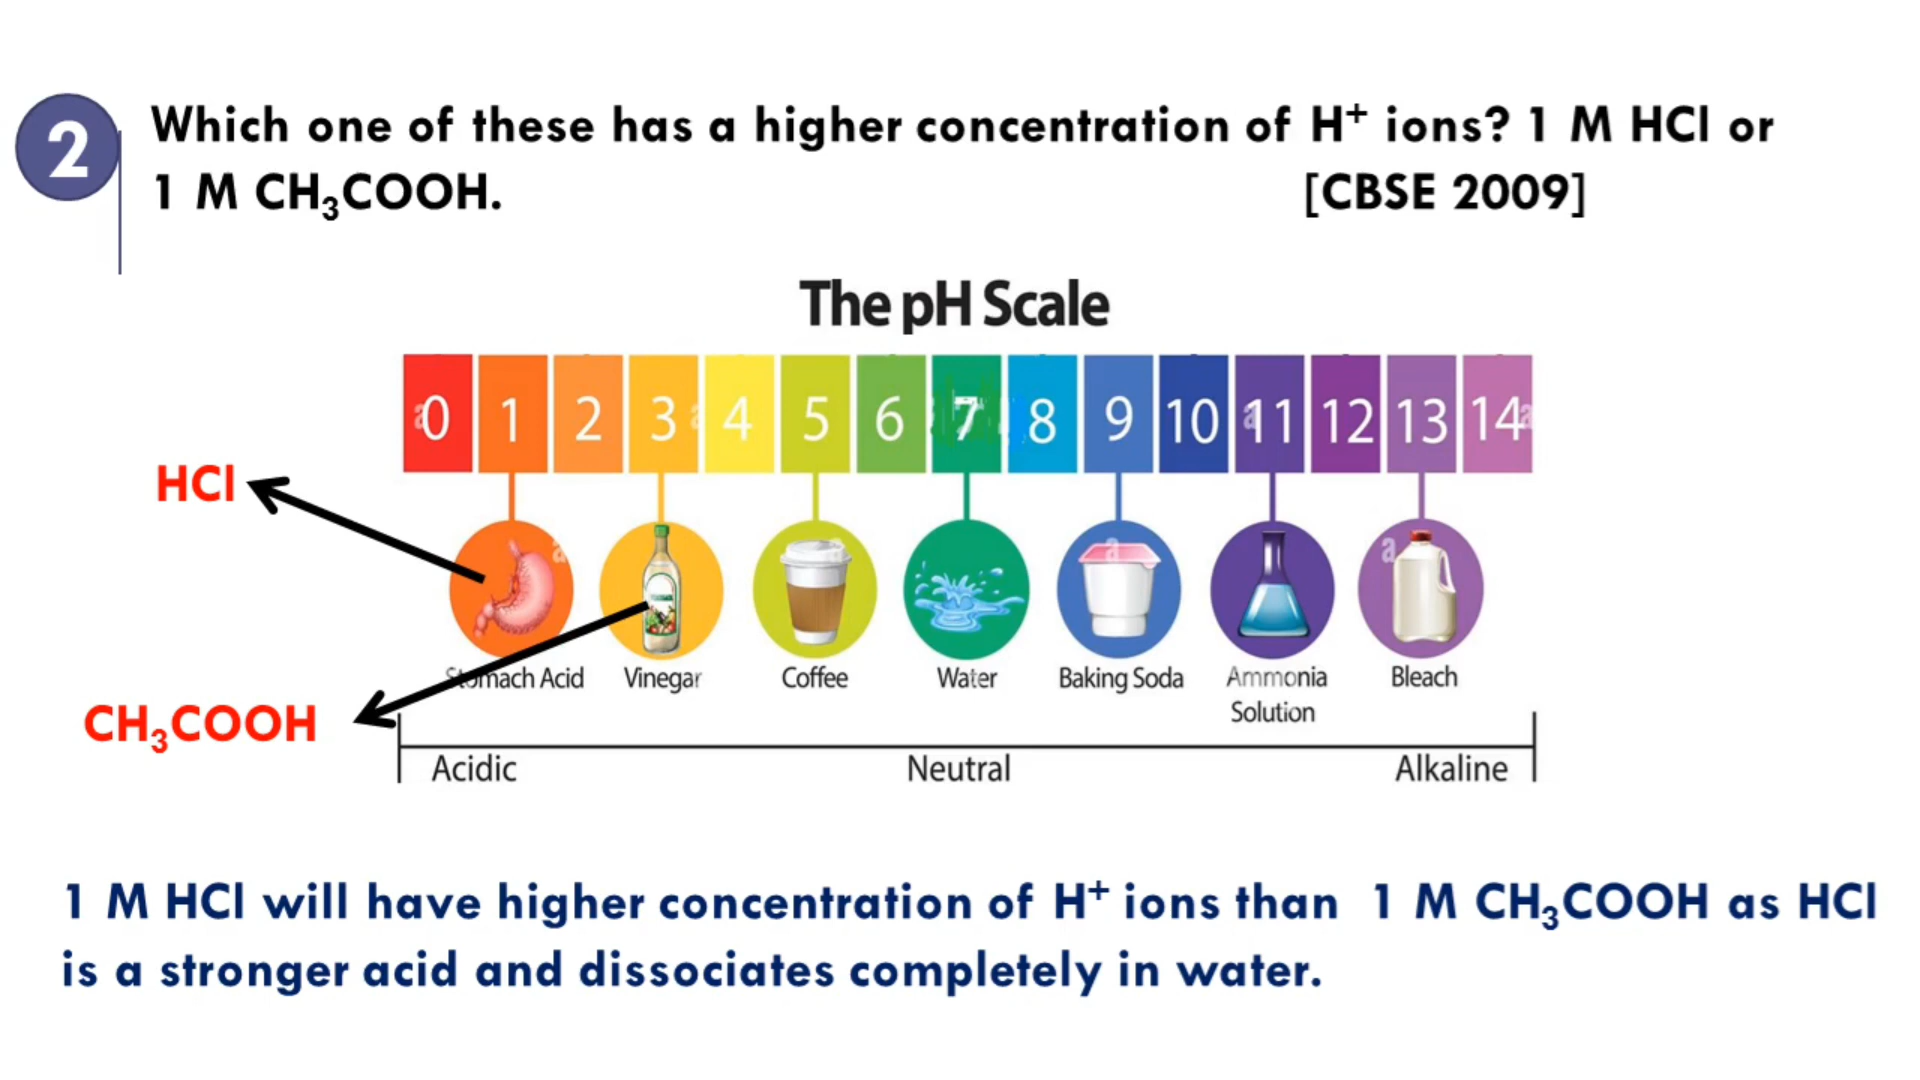 2
Which one of these has a higher concentration of H⁺ ions? 1 M HCl or
1 M CH₃COOH. [CBSE 2009]
The pH Scale
0 1 2 3 4 5 6 7 8 9 10 11 12 13 14
HCl
Stomach Acid Vinegar Coffee Water Baking Soda Ammonia Solution Bleach
CH₃COOH
Acidic Neutral Alkaline
1 M HCl will have higher concentration of H⁺ ions than 1 M CH₃COOH as HCl
is a stronger acid and dissociates completely in water.